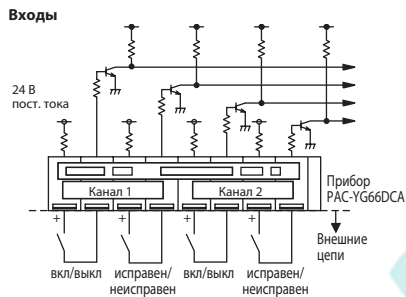 Входы
24 В
пост. тока
Канал 1
Канал 2
Прибор
PAC-YG66DCA
+
+
+
+
Внешние
цепи
вкл/выкл
исправен/
неисправен
вкл/выкл
исправен/
неисправен